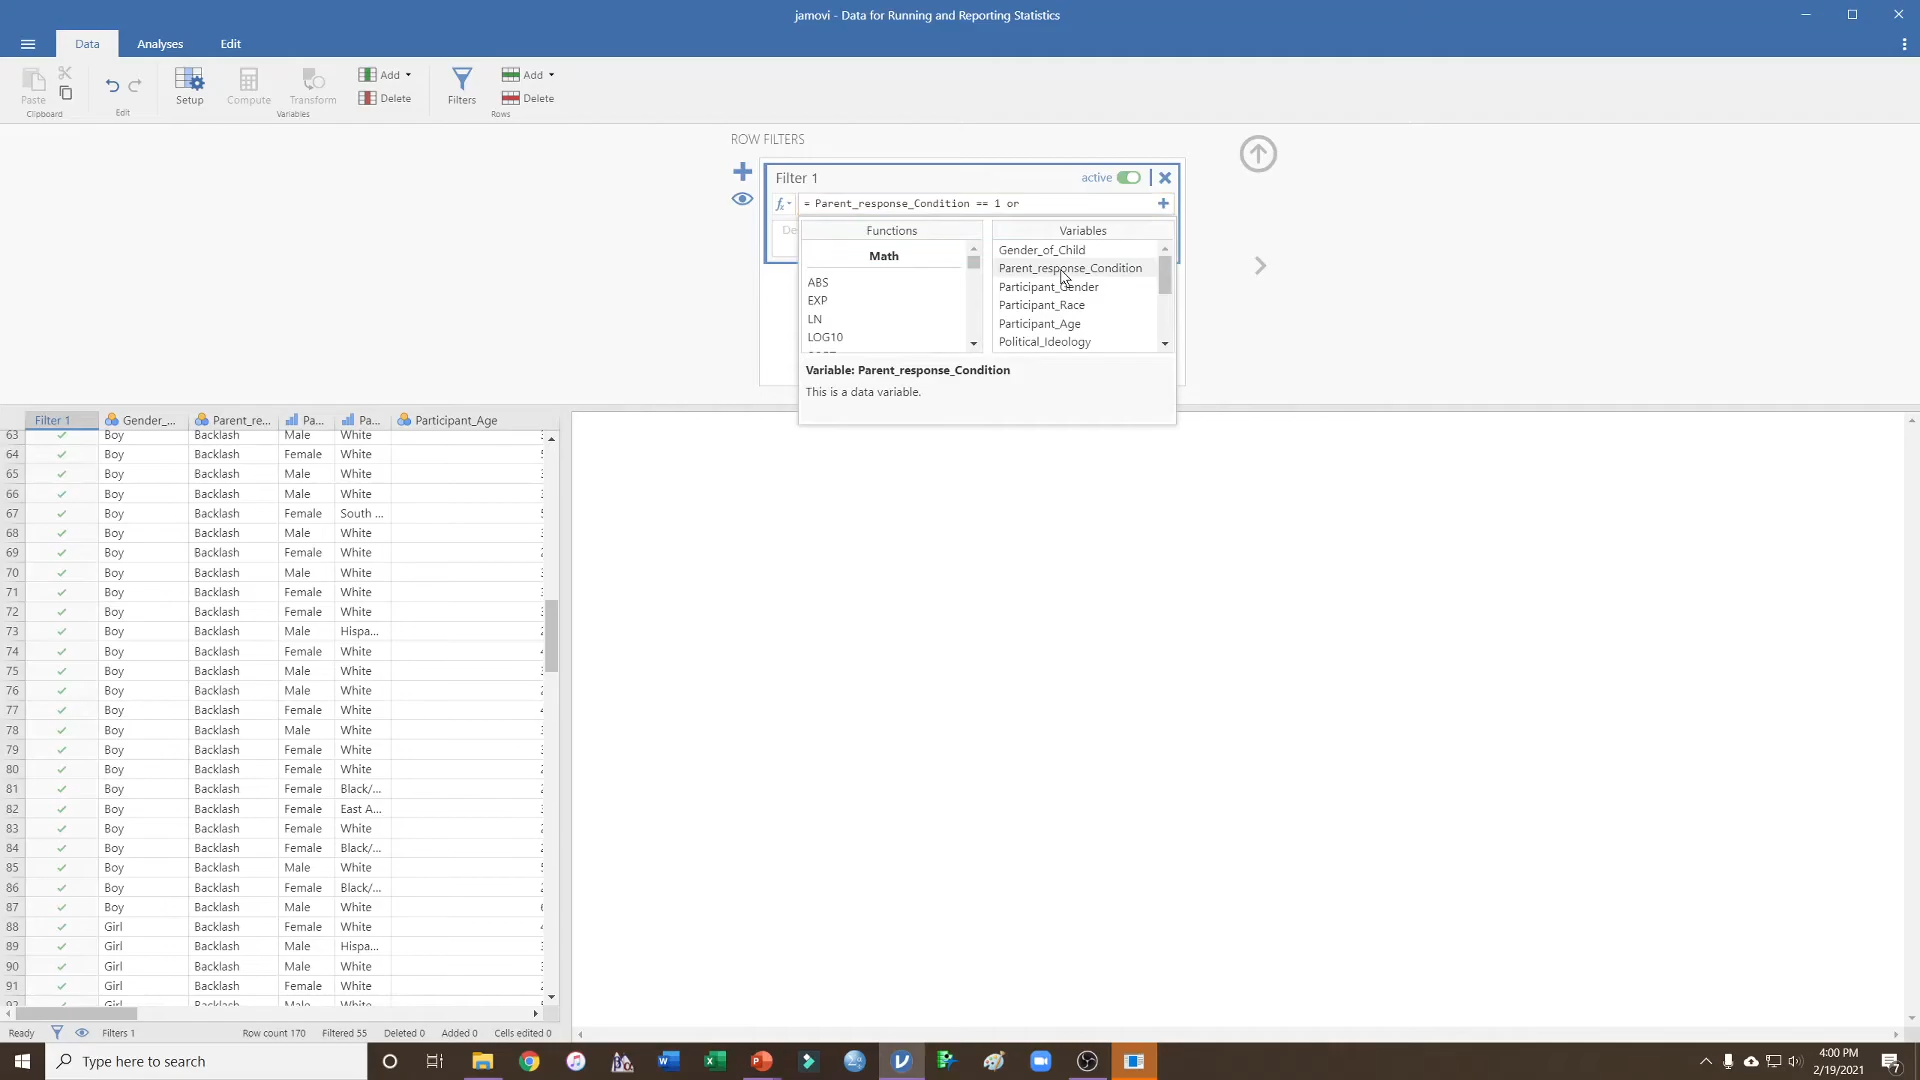 jamovi - Data for Running and Reporting Statistics
Data Analyses Edit
Paste Clipboard
Edit
Setup Compute Transform Add Delete Variables
Filters Add Delete Rows
ROW FILTERS
Filter 1 active
fx = Parent_response_Condition == 1 or
De
Functions Variables
Math
ABS
EXP
LN
LOG10
Gender_of_Child
Parent_response_Condition
Participant_Gender
Participant_Race
Participant_Age
Political_Ideology
Variable: Parent_response_Condition
This is a data variable.
Filter 1 Gender_... Parent_re... Pa... Pa... Participant_Age
63 Boy Backlash Male White
64 Boy Backlash Female White
65 Boy Backlash Male White
66 Boy Backlash Male White
67 Boy Backlash Female South ...
68 Boy Backlash Male White
69 Boy Backlash Female White
70 Boy Backlash Male White
71 Boy Backlash Female White
72 Boy Backlash Female White
73 Boy Backlash Male Hispa...
74 Boy Backlash Female White
75 Boy Backlash Male White
76 Boy Backlash Male White
77 Boy Backlash Female White
78 Boy Backlash Male White
79 Boy Backlash Female White
80 Boy Backlash Female White
81 Boy Backlash Female Black/...
82 Boy Backlash Female East A...
83 Boy Backlash Female White
84 Boy Backlash Female Black/...
85 Boy Backlash Male White
86 Boy Backlash Female Black/...
87 Boy Backlash Male White
88 Girl Backlash Female White
89 Girl Backlash Male Hispa...
90 Girl Backlash Male White
91 Girl Backlash Female White
92 Girl Backlash Male White
Ready Filters 1 Row count 170 Filtered 55 Deleted 0 Added 0 Cells edited 0
Type here to search
4:00 PM
2/19/2021
7